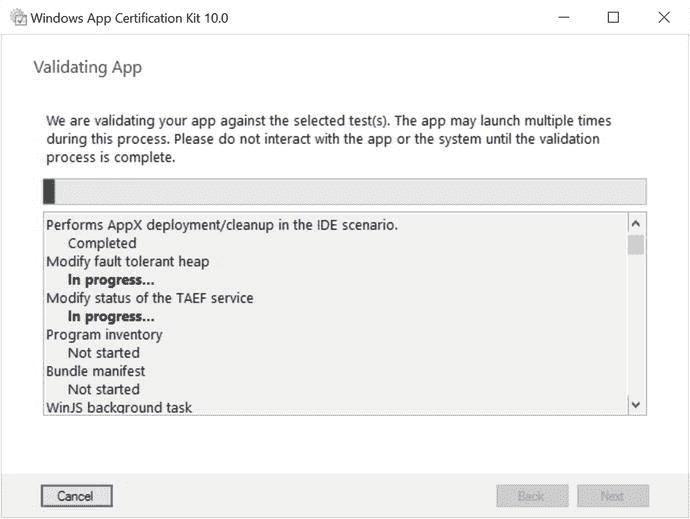 Windows App Certification Kit 10.0
Validating App
We are validating your app against the selected test(s). The app may launch multiple times
during this process. Please do not interact with the app or the system until the validation
process is complete.
Performs AppX deployment/cleanup in the IDE scenario.
Completed
Modify fault tolerant heap
In progress...
Modify status of the TAEF service
In progress...
Program inventory
Not started
Bundle manifest
Not started
WinJS background task
Cancel
Back
Next